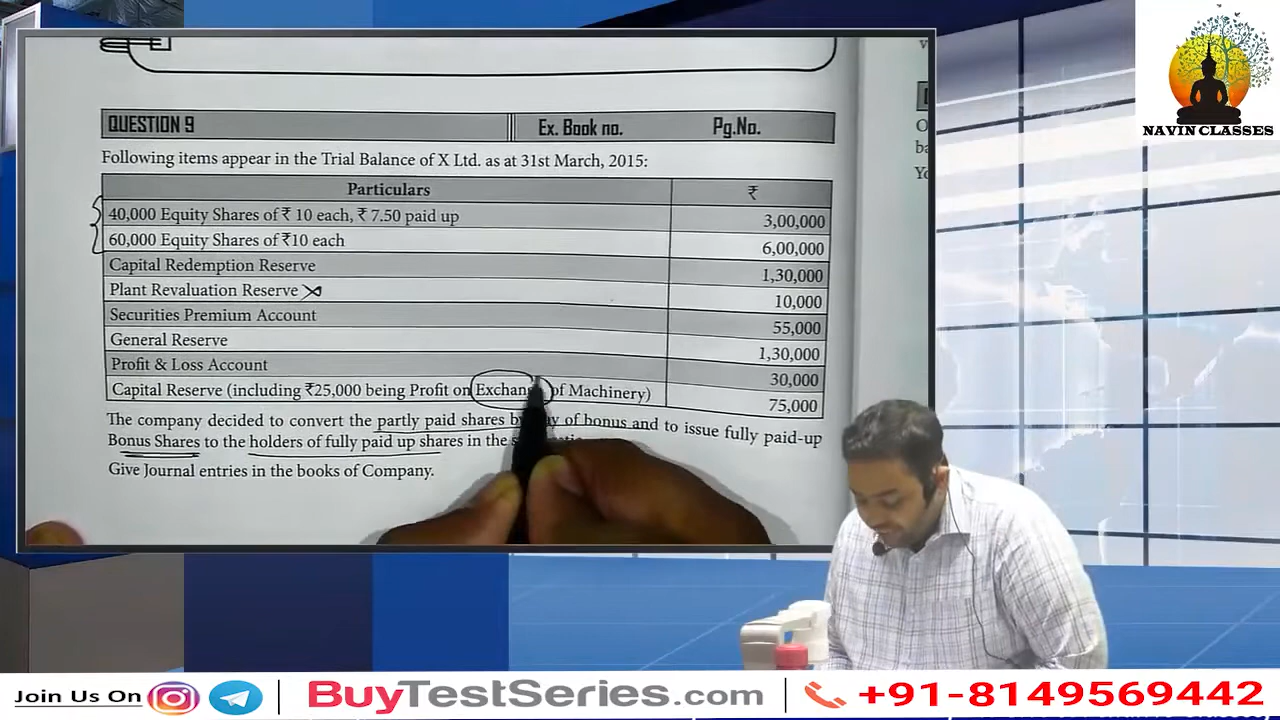 NAVIN CLASSES
QUESTION 9 Ex. Book no. Pg.No.
Following items appear in the Trial Balance of X Ltd. as at 31st March, 2015:
Particulars ₹
40,000 Equity Shares of ₹ 10 each, ₹ 7.50 paid up 3,00,000
60,000 Equity Shares of ₹10 each 6,00,000
Capital Redemption Reserve 1,30,000
Plant Revaluation Reserve 10,000
Securities Premium Account 55,000
General Reserve 1,30,000
Profit & Loss Account 30,000
Capital Reserve (including ₹25,000 being Profit on of Machinery) 75,000
The company decided to convert the partly paid shares of bonus and to issue fully paid-up
Bonus Shares to the holders of fully paid up shares in the
Give Journal entries in the books of Company.
Join Us On BuyTestSeries.com +91-8149569442